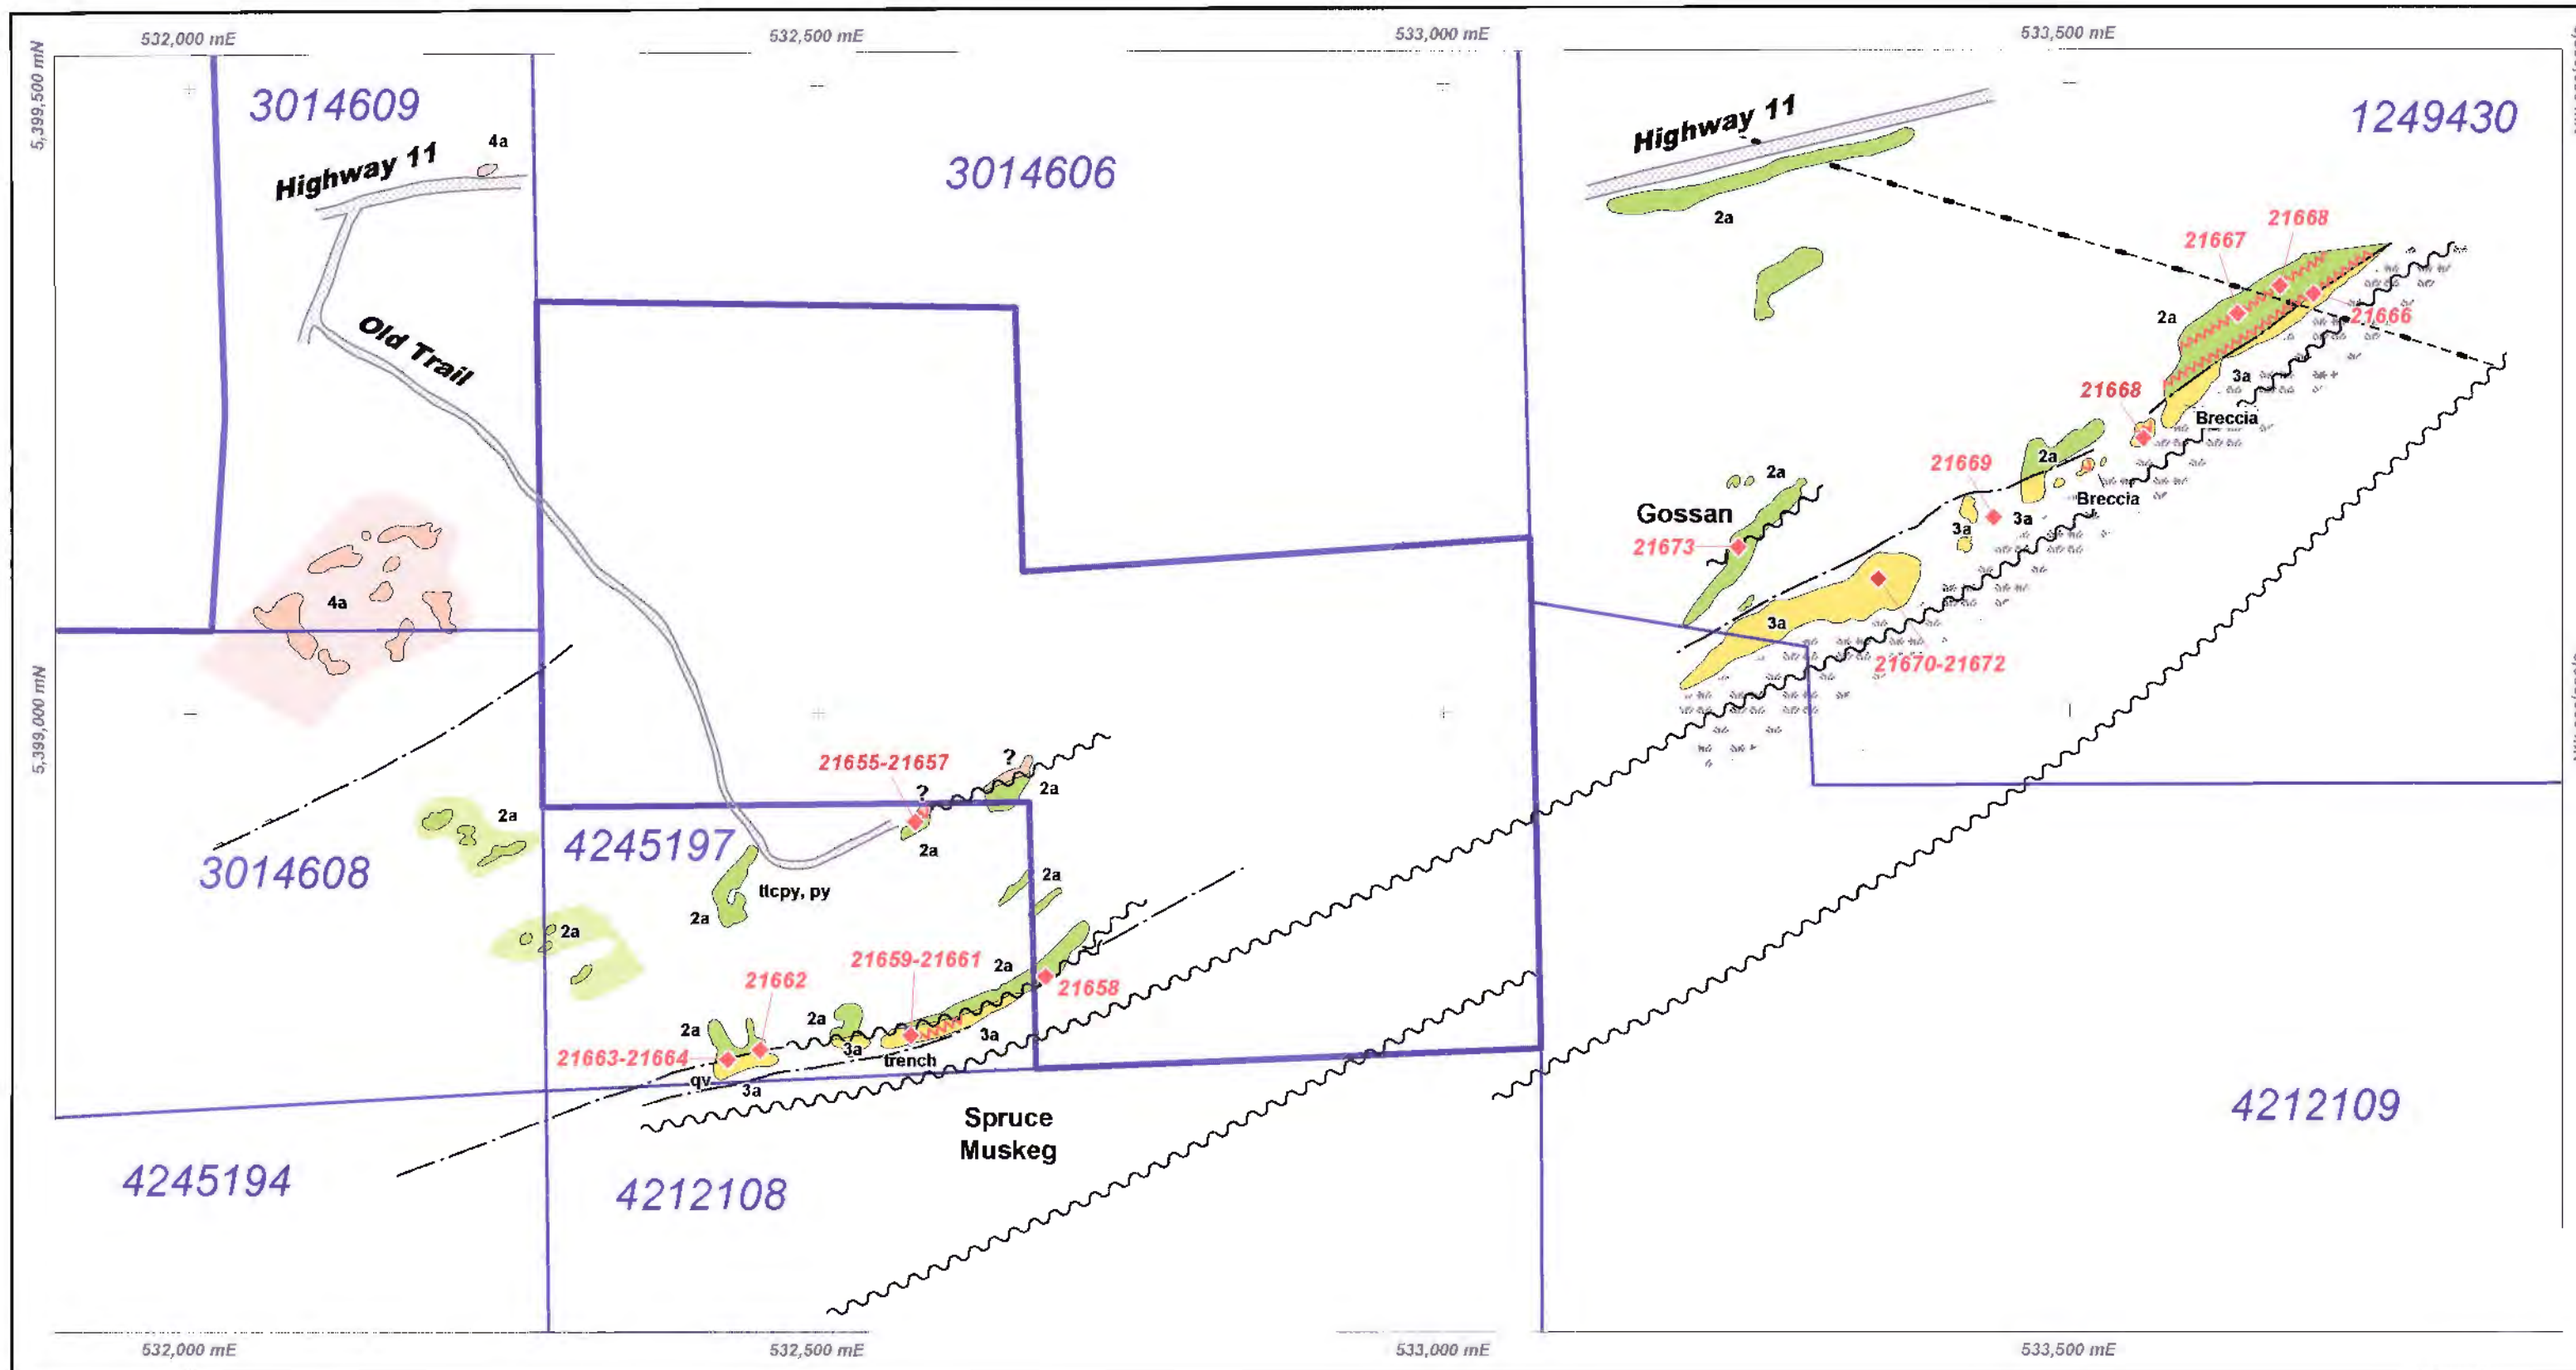 532,000 mE
532,500 mE
533,000 mE
533,500 mE
5,399,500 mN
5,399,000 mN
3014609
4a
Highway 11
Old Trail
4a
3014606
Highway 11
2a
1249430
21668
21667
2a
21666
3a
Breccia
21668
2a
Breccia
21669
3a
3a
2a
Gossan
21673
3a
21670-21672
21655-21657
?
?
2a
2a
2a
3014608
2a
4245197
ttcpy, py
2a
2a
2a
21659-21661
21662
2a
2a
21658
2a
21663-21664
3a
3a
trench
qv
3a
Spruce
Muskeg
4245194
4212108
4212109
532,000 mE
532,500 mE
533,000 mE
533,500 mE